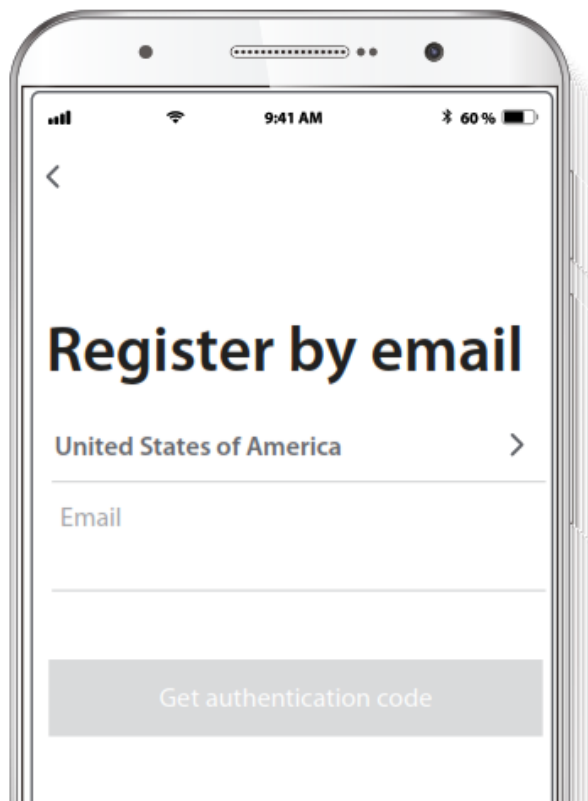 9:41 AM 60 %
Register by email
United States of America
Email
Get authentication code